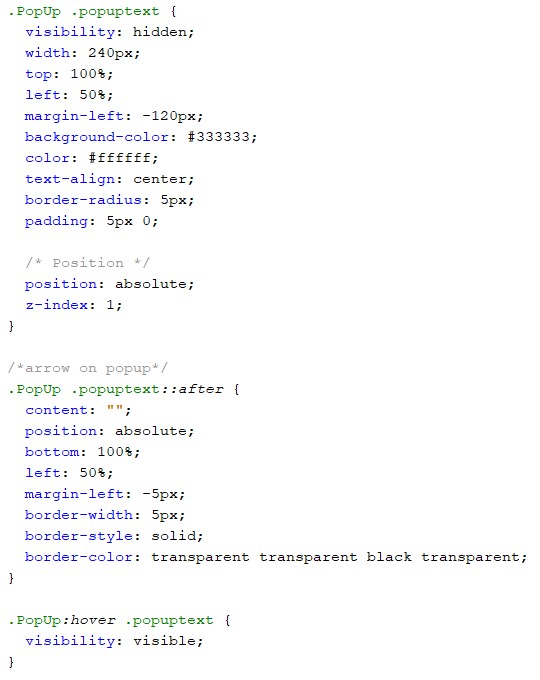 .PopUp .popuptext {
  visibility: hidden;
  width: 240px;
  top: 100%;
  left: 50%;
  margin-left: -120px;
  background-color: #333333;
  color: #ffffff;
  text-align: center;
  border-radius: 5px;
  padding: 5px 0;

  /* Position */
  position: absolute;
  z-index: 1;
}

/*arrow on popup*/
.PopUp .popuptext::after {
  content: "";
  position: absolute;
  bottom: 100%;
  left: 50%;
  margin-left: -5px;
  border-width: 5px;
  border-style: solid;
  border-color: transparent transparent black transparent;
}

.PopUp:hover .popuptext {
  visibility: visible;
}